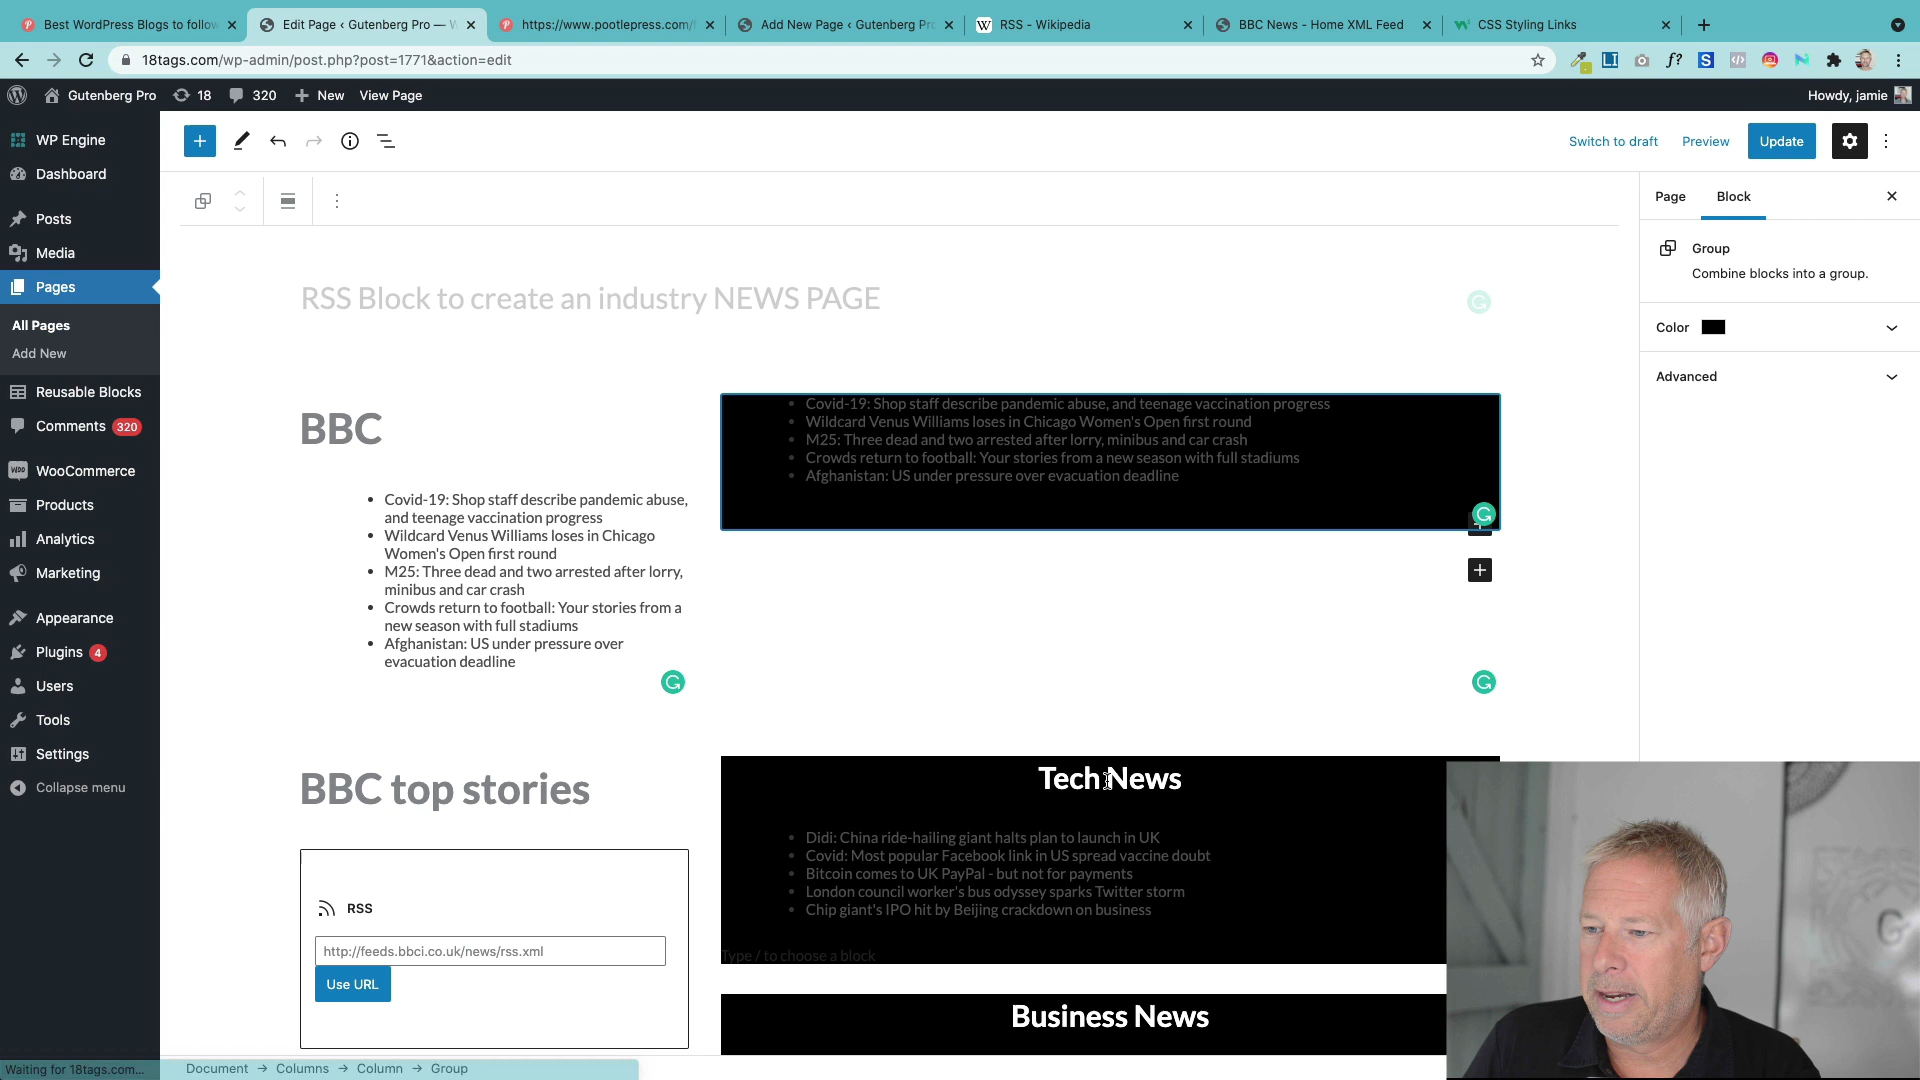 Best WordPress Blogs to follow
Edit Page ‹ Gutenberg Pro — W
https://www.pootlepress.com/f
Add New Page ‹ Gutenberg Pro
RSS - Wikipedia
BBC News - Home XML Feed
CSS Styling Links
18tags.com/wp-admin/post.php?post=1771&action=edit
Gutenberg Pro
18
320
New
View Page
Howdy, jamie
WP Engine
Dashboard
Posts
Media
Pages
All Pages
Add New
Reusable Blocks
Comments 320
WooCommerce
Products
Analytics
Marketing
Appearance
Plugins 4
Users
Tools
Settings
Collapse menu
Waiting for 18tags.com...
Switch to draft
Preview
Update
Page
Block
Group
Combine blocks into a group.
Color
Advanced
RSS Block to create an industry NEWS PAGE
BBC
• Covid-19: Shop staff describe pandemic abuse,
and teenage vaccination progress
• Wildcard Venus Williams loses in Chicago
Women's Open first round
• M25: Three dead and two arrested after lorry,
minibus and car crash
• Crowds return to football: Your stories from a
new season with full stadiums
• Afghanistan: US under pressure over
evacuation deadline
• Covid-19: Shop staff describe pandemic abuse, and teenage vaccination progress
• Wildcard Venus Williams loses in Chicago Women's Open first round
• M25: Three dead and two arrested after lorry, minibus and car crash
• Crowds return to football: Your stories from a new season with full stadiums
• Afghanistan: US under pressure over evacuation deadline
BBC top stories
RSS
http://feeds.bbci.co.uk/news/rss.xml
Use URL
Tech News
• Didi: China ride-hailing giant halts plan to launch in UK
• Covid: Most popular Facebook link in US spread vaccine doubt
• Bitcoin comes to UK PayPal - but not for payments
• London council worker's bus odyssey sparks Twitter storm
• Chip giant's IPO hit by Beijing crackdown on business
Type / to choose a block
Business News
Document → Columns → Column → Group